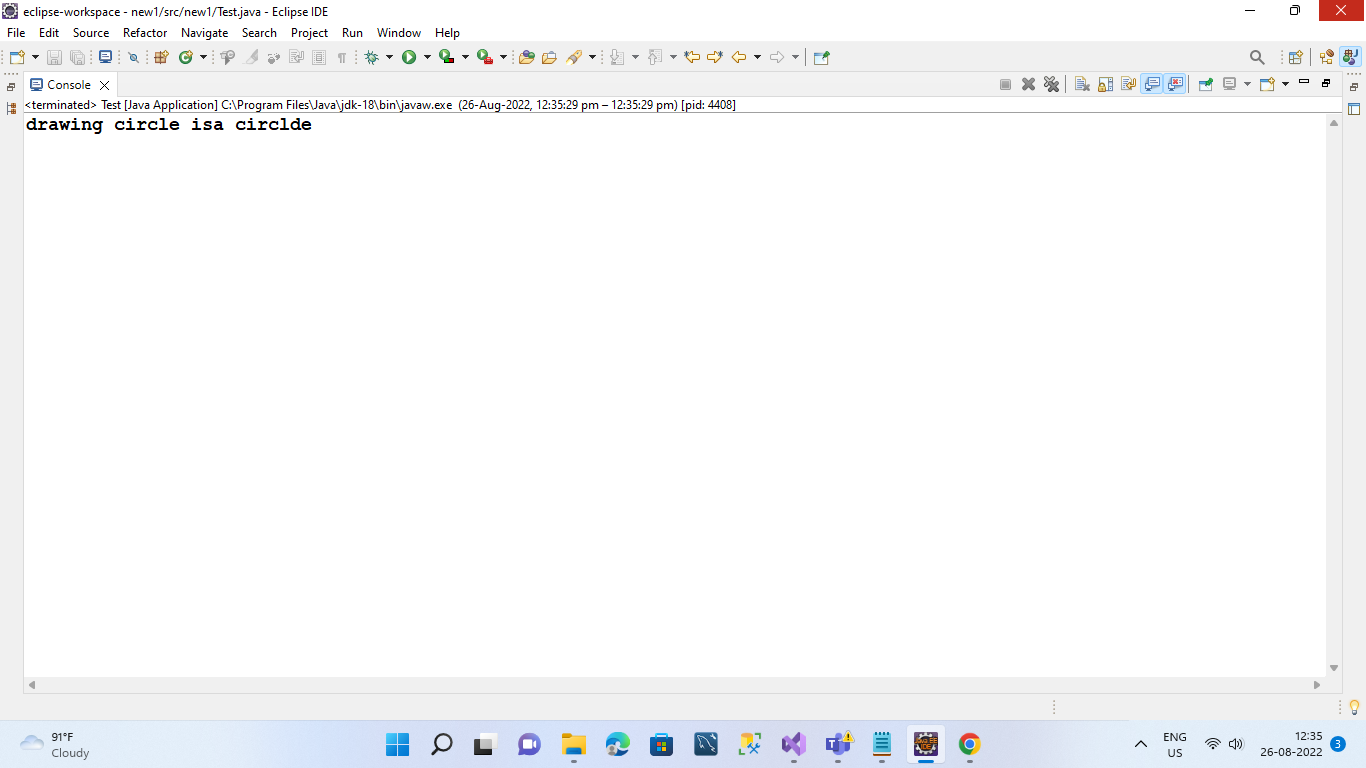 eclipse-workspace - new1/src/new1/Test.java - Eclipse IDE
File Edit Source Refactor Navigate Search Project Run Window Help
Console
<terminated> Test [Java Application] C:\Program Files\Java\jdk-18\bin\javaw.exe (26-Aug-2022, 12:35:29 pm – 12:35:29 pm) [pid: 4408]
drawing circle isa circlde
91°F
Cloudy
ENG
US
12:35
26-08-2022
3